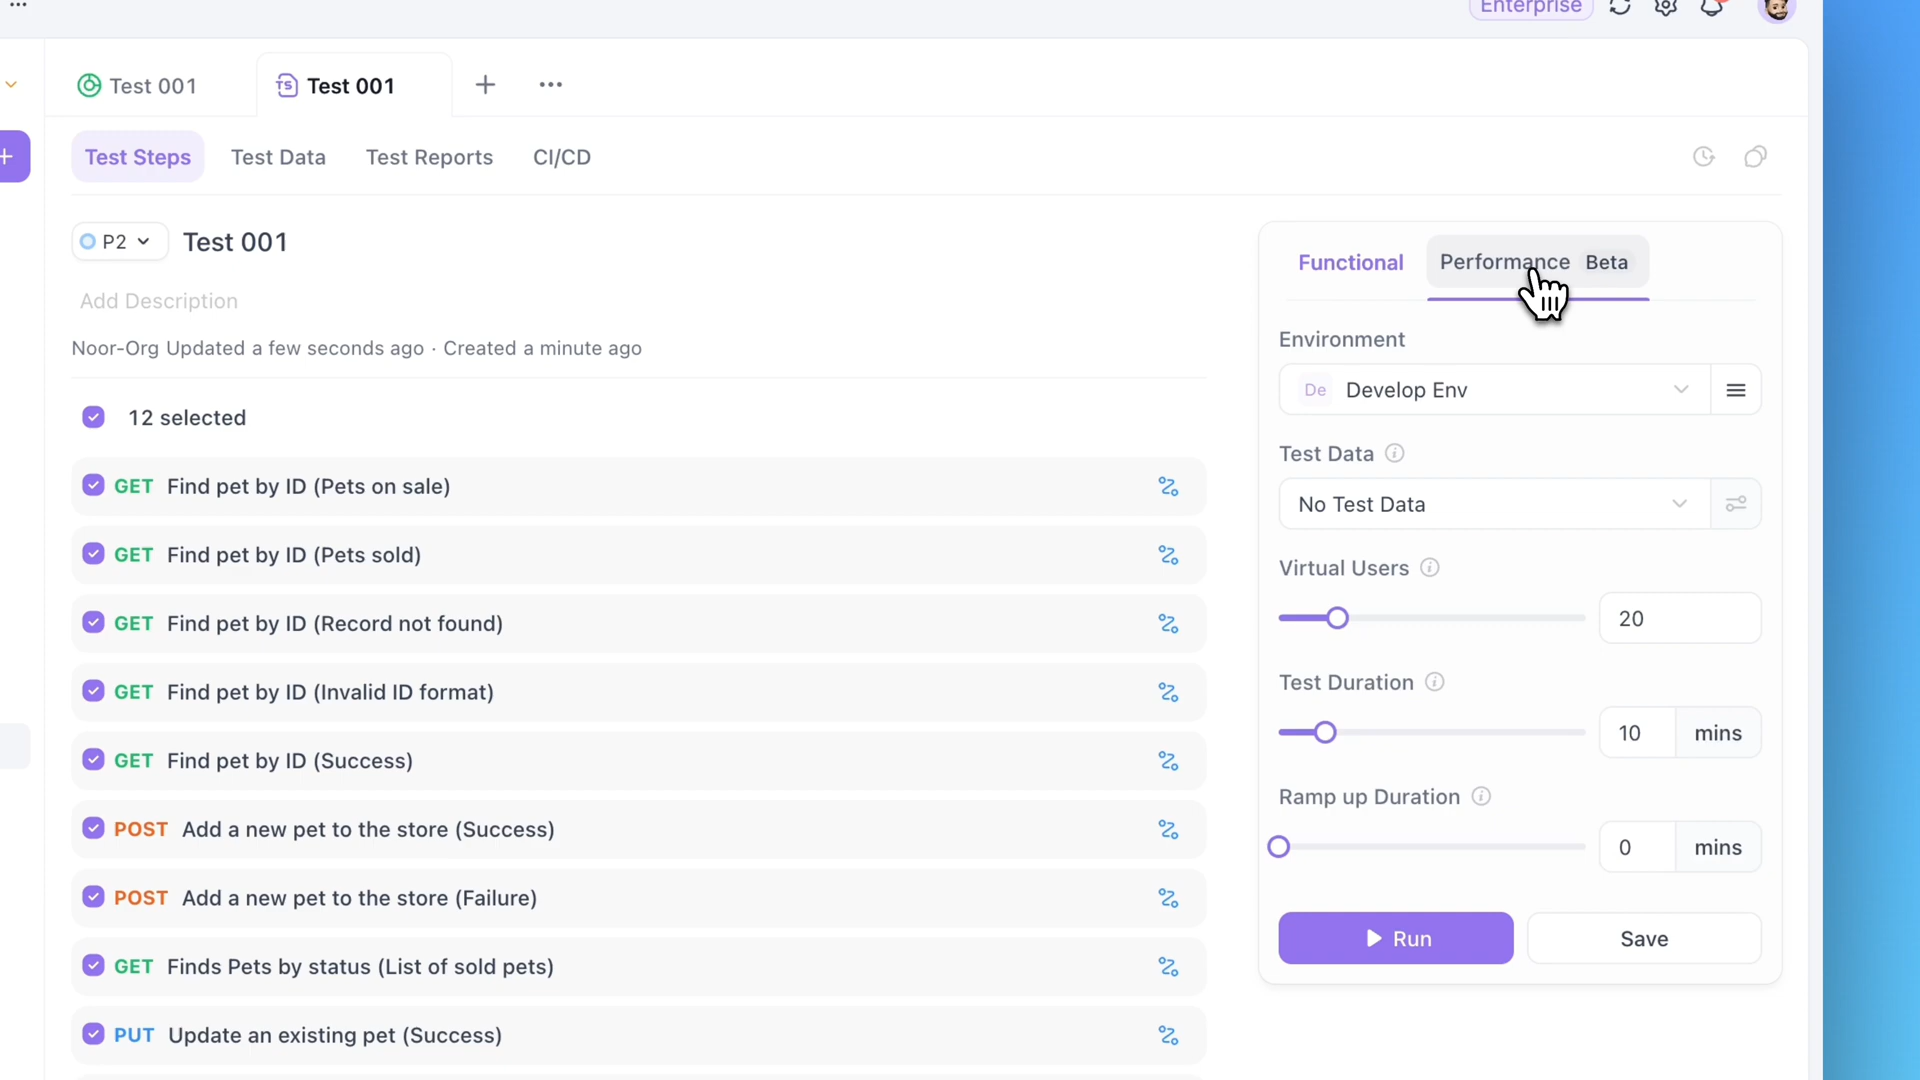 Enterprise
Test 001
TS Test 001
Test Steps
Test Data
Test Reports
CI/CD
P2
Test 001
Add Description
Noor-Org Updated a few seconds ago · Created a minute ago
12 selected
GET Find pet by ID (Pets on sale)
GET Find pet by ID (Pets sold)
GET Find pet by ID (Record not found)
GET Find pet by ID (Invalid ID format)
GET Find pet by ID (Success)
POST Add a new pet to the store (Success)
POST Add a new pet to the store (Failure)
GET Finds Pets by status (List of sold pets)
PUT Update an existing pet (Success)
Functional
Performance Beta
Environment
De Develop Env
Test Data
No Test Data
Virtual Users
20
Test Duration
10 mins
Ramp up Duration
0 mins
Run
Save